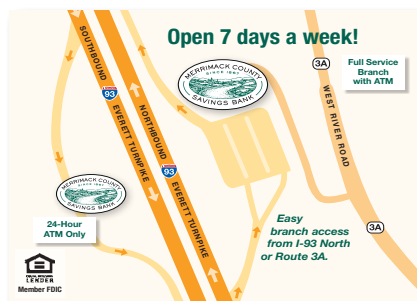 Open 7 days a week!
SOUTHBOUND
93
EVERETT TURNPIKE
NORTHBOUND
93
EVERETT TURNPIKE
MERRIMACK COUNTY
SINCE 1867
SAVINGS BANK
3A
Full Service
Branch
with ATM
WEST RIVER ROAD
3A
MERRIMACK COUNTY
SAVINGS BANK
24-Hour
ATM Only
Easy
branch access
from I-93 North
or Route 3A.
EQUAL HOUSING
LENDER
Member FDIC